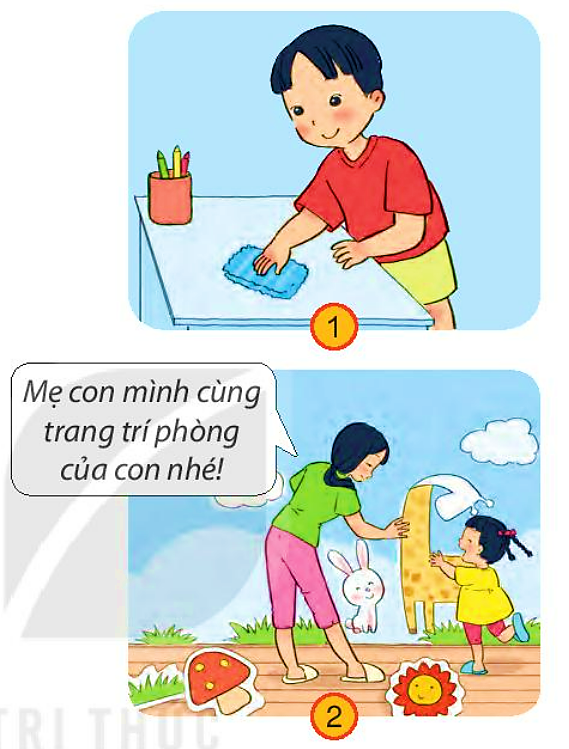 1
Mẹ con mình cùng
trang trí phòng
của con nhé!
2
TRI THỨC